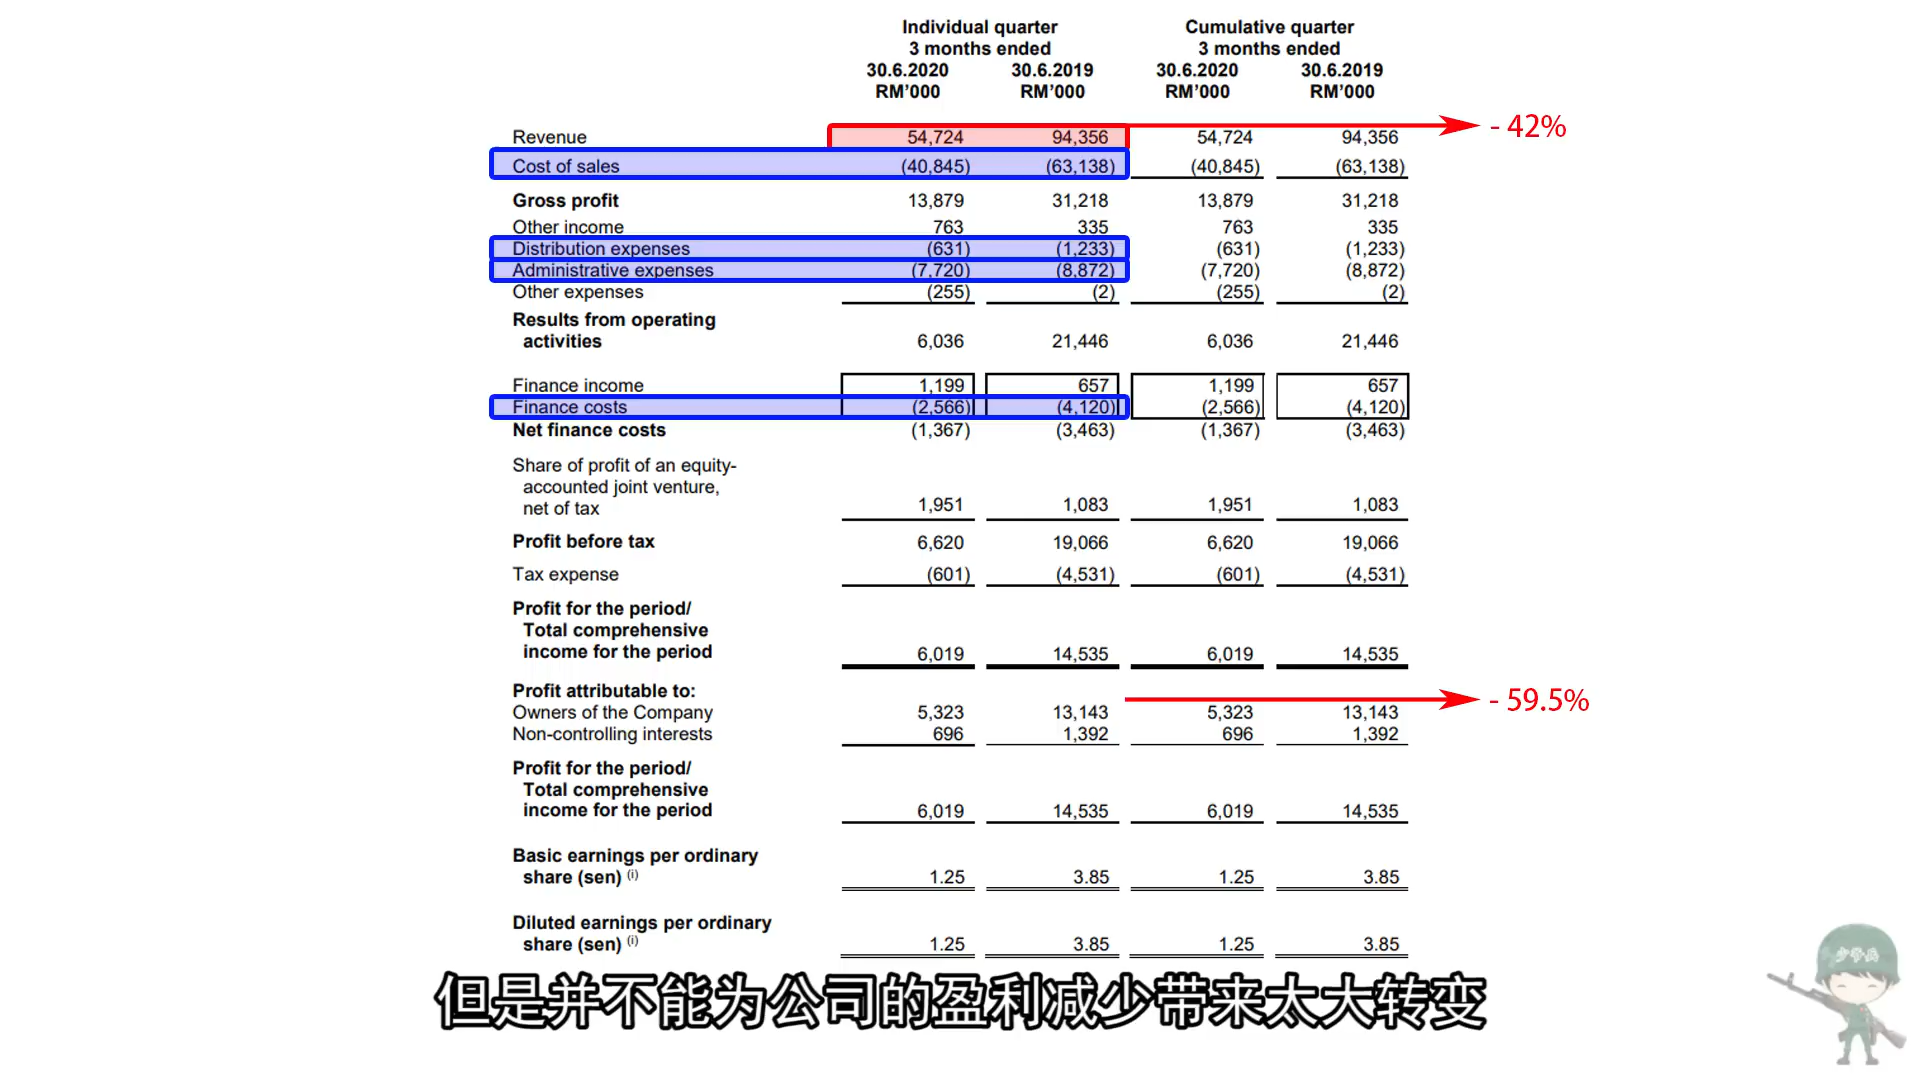 Individual quarter Cumulative quarter
3 months ended 3 months ended
30.6.2020 30.6.2019 30.6.2020 30.6.2019
RM’000 RM’000 RM’000 RM’000
Revenue 54,724 94,356 54,724 94,356 - 42%
Cost of sales (40,845) (63,138) (40,845) (63,138)
Gross profit 13,879 31,218 13,879 31,218
Other income 763 335 763 335
Distribution expenses (631) (1,233) (631) (1,233)
Administrative expenses (7,720) (8,872) (7,720) (8,872)
Other expenses (255) (2) (255) (2)
Results from operating
activities 6,036 21,446 6,036 21,446
Finance income 1,199 657 1,199 657
Finance costs (2,566) (4,120) (2,566) (4,120)
Net finance costs (1,367) (3,463) (1,367) (3,463)
Share of profit of an equity-
accounted joint venture,
net of tax 1,951 1,083 1,951 1,083
Profit before tax 6,620 19,066 6,620 19,066
Tax expense (601) (4,531) (601) (4,531)
Profit for the period/
Total comprehensive
income for the period 6,019 14,535 6,019 14,535
Profit attributable to: - 59.5%
Owners of the Company 5,323 13,143 5,323 13,143
Non-controlling interests 696 1,392 696 1,392
Profit for the period/
Total comprehensive
income for the period 6,019 14,535 6,019 14,535
Basic earnings per ordinary
share (sen) (i) 1.25 3.85 1.25 3.85
Diluted earnings per ordinary
share (sen) (i) 1.25 3.85 1.25 3.85
但是并不能为公司的盈利减少带来太大转变